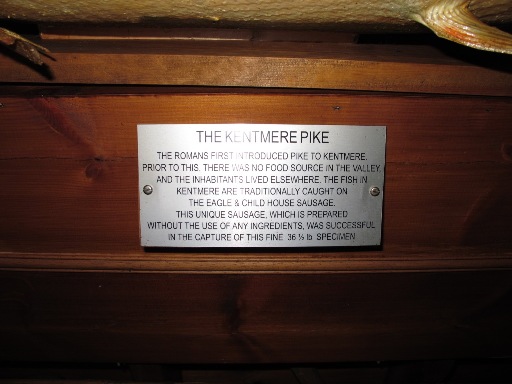 THE KENTMERE PIKE
THE ROMANS FIRST INTRODUCED PIKE TO KENTMERE.
PRIOR TO THIS, THERE WAS NO FOOD SOURCE IN THE VALLEY,
AND THE INHABITANTS LIVED ELSEWHERE. THE FISH IN
KENTMERE ARE TRADITIONALLY CAUGHT ON
THE EAGLE & CHILD HOUSE SAUSAGE.
THIS UNIQUE SAUSAGE, WHICH IS PREPARED
WITHOUT THE USE OF ANY INGREDIENTS, WAS SUCCESSFUL
IN THE CAPTURE OF THIS FINE 36 ½ lb SPECIMEN